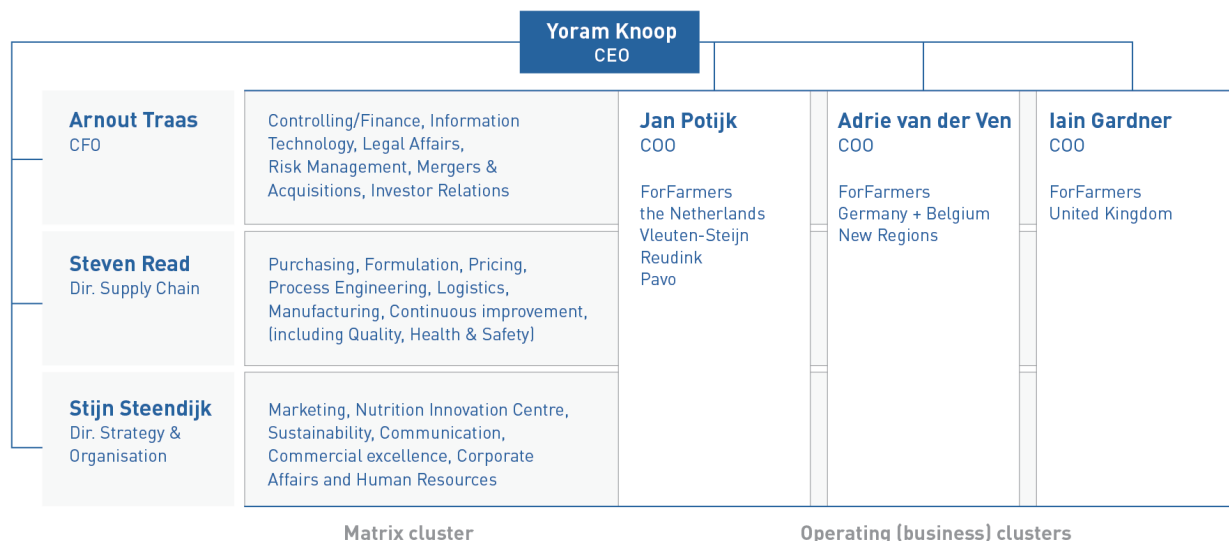 Yoram Knoop
CEO
Arnout Traas
CFO
Controlling/Finance, Information
Technology, Legal Affairs,
Risk Management, Mergers &
Acquisitions, Investor Relations
Jan Potijk
COO
ForFarmers
the Netherlands
Vleuten-Steijn
Reudink
Pavo
Adrie van der Ven
COO
ForFarmers
Germany + Belgium
New Regions
Iain Gardner
COO
ForFarmers
United Kingdom
Steven Read
Dir. Supply Chain
Purchasing, Formulation, Pricing,
Process Engineering, Logistics,
Manufacturing, Continuous improvement,
(including Quality, Health & Safety)
Stijn Steendijk
Dir. Strategy &
Organisation
Marketing, Nutrition Innovation Centre,
Sustainability, Communication,
Commercial excellence, Corporate
Affairs and Human Resources
Matrix cluster
Operating (business) clusters